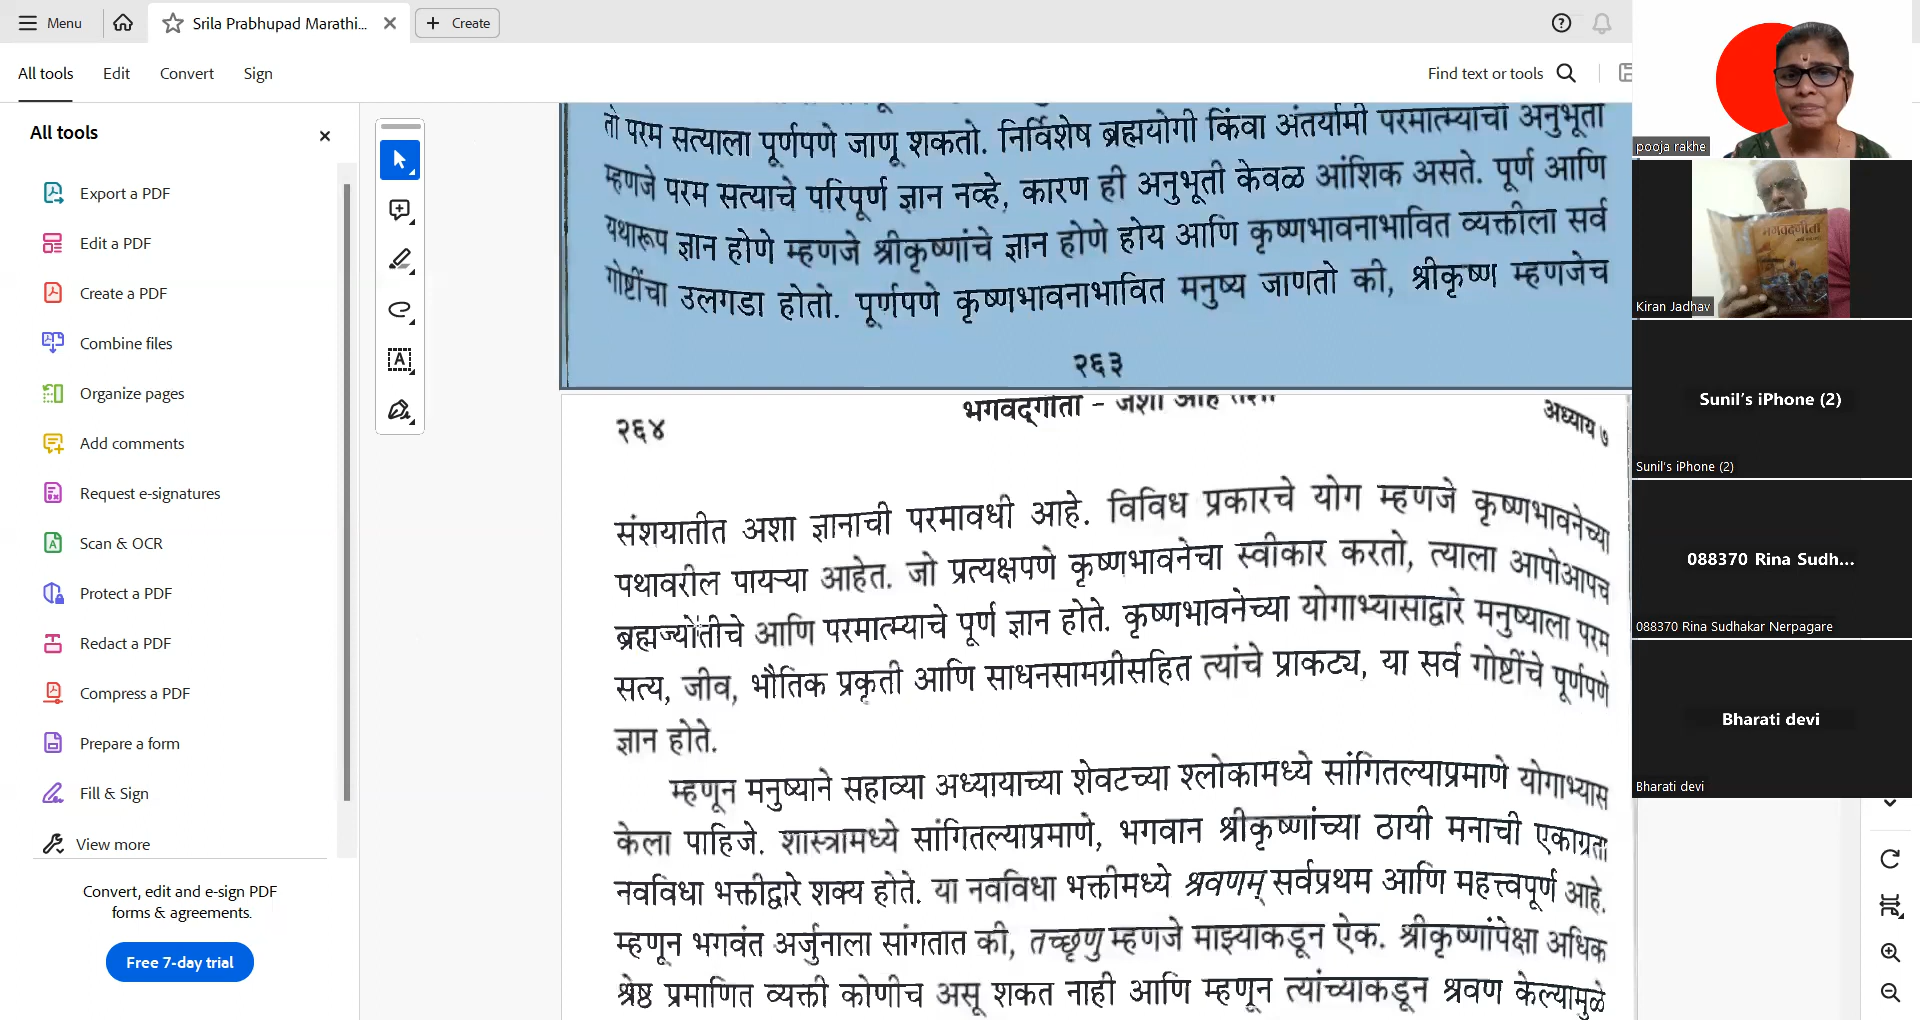 Menu
Srila Prabhupad Marathi...
Create
All tools
Edit
Convert
Sign
Find text or tools
All tools
Export a PDF
Edit a PDF
Create a PDF
Combine files
Organize pages
Add comments
Request e-signatures
Scan & OCR
Protect a PDF
Redact a PDF
Compress a PDF
Prepare a form
Fill & Sign
View more
Convert, edit and e-sign PDF
forms & agreements.
Free 7-day trial
तो परम सत्याला पूर्णपणे जाणू शकतो. निर्विशेष ब्रह्मयोगी किंवा अंतर्यामी परमात्म्याची अनुभूती
म्हणजे परम सत्याचे परिपूर्ण ज्ञान नव्हे, कारण ही अनुभूती केवळ आंशिक असते. पूर्ण आणि
यथारूप ज्ञान होणे म्हणजे श्रीकृष्णांचे ज्ञान होणे होय आणि कृष्णभावनाभावित व्यक्तीला सर्व
गोष्टींचा उलगडा होतो. पूर्णपणे कृष्णभावनाभावित मनुष्य जाणतो की, श्रीकृष्ण म्हणजेच
२६३
२६४
भगवद्गीता - जशी आहे तशी
अध्याय ७
संशयातीत अशा ज्ञानाची परमावधी आहे. विविध प्रकारचे योग म्हणजे कृष्णभावनेच्या
पथावरील पायऱ्या आहेत. जो प्रत्यक्षपणे कृष्णभावनेचा स्वीकार करतो, त्याला आपोआपच
ब्रह्मज्योतीचे आणि परमात्म्याचे पूर्ण ज्ञान होते. कृष्णभावनेच्या योगाभ्यासाद्वारे मनुष्याला परम
सत्य, जीव, भौतिक प्रकृती आणि साधनसामग्रीसहित त्यांचे प्राकट्य, या सर्व गोष्टींचे पूर्णपणे
ज्ञान होते.
म्हणून मनुष्याने सहाव्या अध्यायाच्या शेवटच्या श्लोकामध्ये सांगितल्याप्रमाणे योगाभ्यास
केला पाहिजे. शास्त्रामध्ये सांगितल्याप्रमाणे, भगवान श्रीकृष्णांच्या ठायी मनाची एकाग्रता
नवविधा भक्तीद्वारे शक्य होते. या नवविधा भक्तीमध्ये श्रवणम् सर्वप्रथम आणि महत्त्वपूर्ण आहे.
म्हणून भगवंत अर्जुनाला सांगतात की, तच्छृणु म्हणजे माझ्याकडून ऐक. श्रीकृष्णांपेक्षा अधिक
श्रेष्ठ प्रमाणित व्यक्ती कोणीच असू शकत नाही आणि म्हणून त्यांच्याकडून श्रवण केल्यामुळे
pooja rakhe
भगवद्गीता
Kiran Jadhav
Sunil's iPhone (2)
Sunil's iPhone (2)
088370 Rina Sudh...
088370 Rina Sudhakar Nerpagare
Bharati devi
Bharati devi